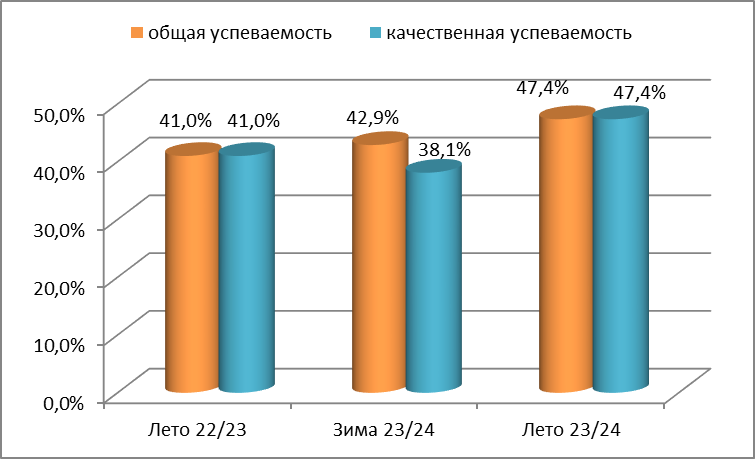 общая успеваемость качественная успеваемость
47,4% 47,4%
50,0% 41,0% 41,0% 42,9%
38,1%
40,0%
30,0%
20,0%
10,0%
0,0%
Лето 22/23 Зима 23/24 Лето 23/24